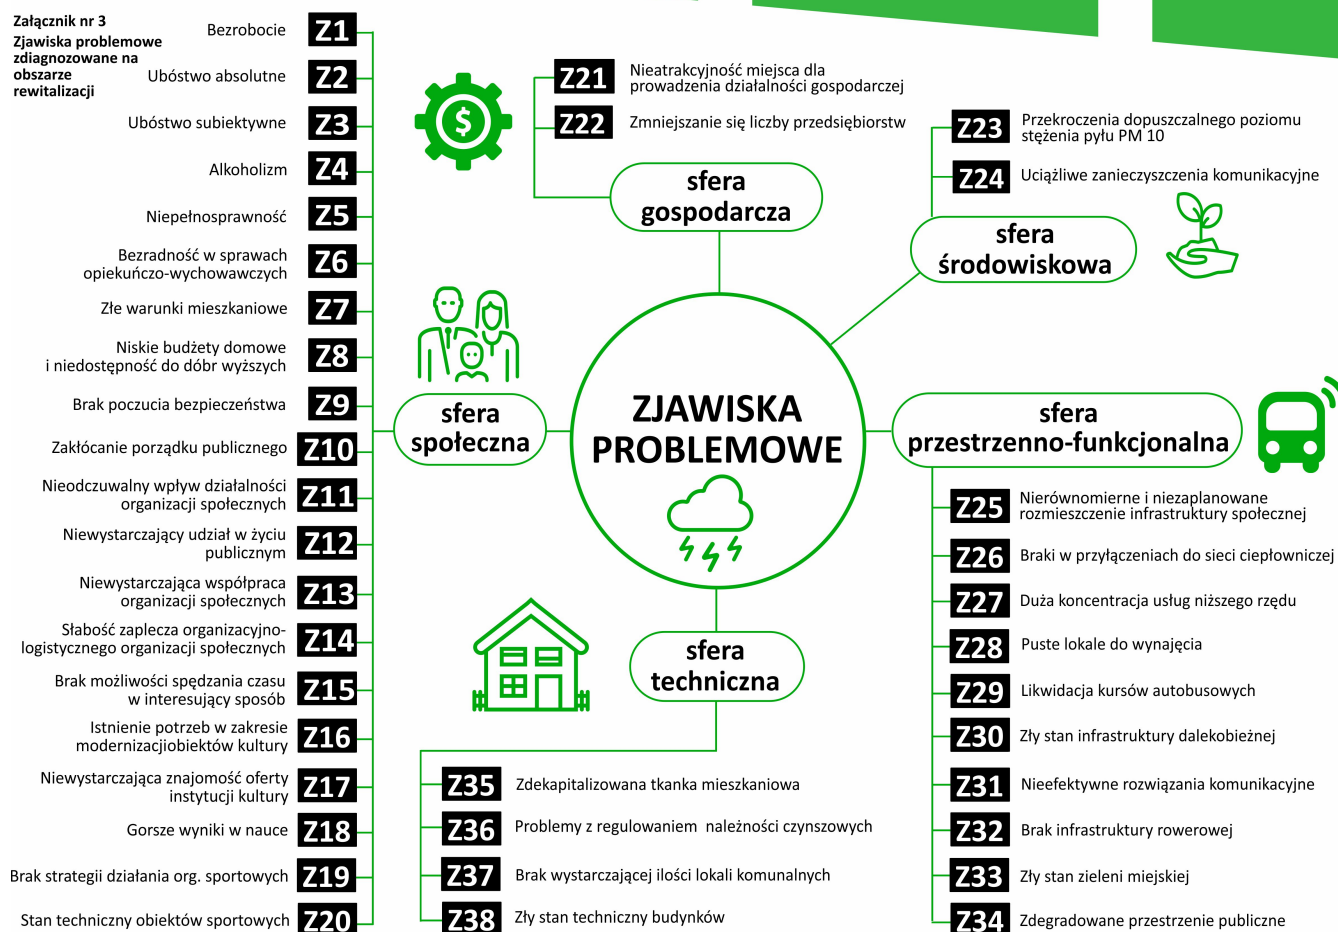 Załącznik nr 3
Zjawiska problemowe
zdiagnozowane na
obszarze
rewitalizacji
Bezrobocie Z1
Ubóstwo absolutne Z2
Ubóstwo subiektywne Z3
Alkoholizm Z4
Niepełnosprawność Z5
Bezradność w sprawach
opiekuńczo-wychowawczych Z6
Złe warunki mieszkaniowe Z7
Niskie budżety domowe
i niedostępność do dóbr wyższych Z8
Brak poczucia bezpieczeństwa Z9
Zakłócanie porządku publicznego Z10
Nieodczuwalny wpływ działalności
organizacji społecznych Z11
Niewystarczający udział w życiu
publicznym Z12
Niewystarczająca współpraca
organizacji społecznych Z13
Słabość zaplecza organizacyjno-
logistycznego organizacji społecznych Z14
Brak możliwości spędzania czasu
w interesujący sposób Z15
Istnienie potrzeb w zakresie
modernizacjiobiektów kultury Z16
Niewystarczająca znajomość oferty
instytucji kultury Z17
Gorsze wyniki w nauce Z18
Brak strategii działania org. sportowych Z19
Stan techniczny obiektów sportowych Z20
sfera
społeczna
$
Z21 Nieatrakcyjność miejsca dla
prowadzenia działalności gospodarczej
Z22 Zmniejszanie się liczby przedsiębiorstw
sfera
gospodarcza
Z23 Przekroczenia dopuszczalnego poziomu
stężenia pyłu PM 10
Z24 Uciążliwe zanieczyszczenia komunikacyjne
sfera
środowiskowa
ZJAWISKA
PROBLEMOWE
sfera
przestrzenno-funkcjonalna
Z25 Nierównomierne i niezaplanowane
rozmieszczenie infrastruktury społecznej
Z26 Braki w przyłączeniach do sieci ciepłowniczej
Z27 Duża koncentracja usług niższego rzędu
Z28 Puste lokale do wynajęcia
Z29 Likwidacja kursów autobusowych
Z30 Zły stan infrastruktury dalekobieżnej
Z31 Nieefektywne rozwiązania komunikacyjne
Z32 Brak infrastruktury rowerowej
Z33 Zły stan zieleni miejskiej
Z34 Zdegradowane przestrzenie publiczne
sfera
techniczna
Z35 Zdekapitalizowana tkanka mieszkaniowa
Z36 Problemy z regulowaniem należności czynszowych
Z37 Brak wystarczającej ilości lokali komunalnych
Z38 Zły stan techniczny budynków